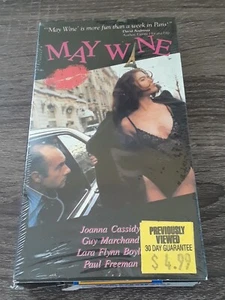 "'May Wine' is more fun than a week in Paris!"
MAY WINE
Joanna Cassidy
Guy Marchand
Lara Flynn Boyl
Paul Freeman
PREVIOUSLY
VIEWED
30 DAY GUARANTEE
$ 4.99